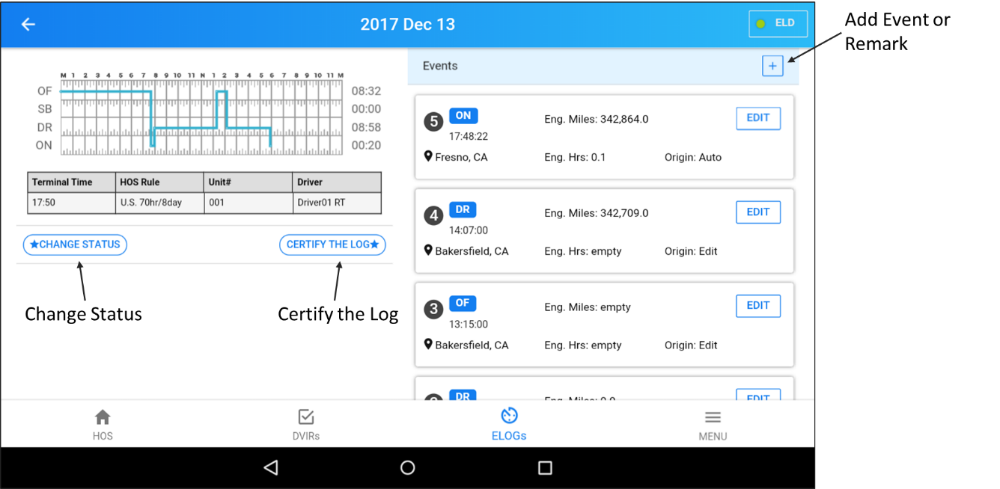 2017 Dec 13
ELD
Add Event or
Remark
M 1 2 3 4 5 6 7 8 9 10 11 N 1 2 3 4 5 6 7 8 9 10 11 M
OF 08:32
SB 00:00
DR 08:58
ON 00:20
Terminal Time HOS Rule Unit# Driver
17:50 U.S. 70hr/8day 001 Driver01 RT
★CHANGE STATUS CERTIFY THE LOG★
Change Status Certify the Log
Events +
5 ON Eng. Miles: 342,864.0 EDIT
17:48:22
Fresno, CA Eng. Hrs: 0.1 Origin: Auto
4 DR Eng. Miles: 342,709.0 EDIT
14:07:00
Bakersfield, CA Eng. Hrs: empty Origin: Edit
3 OF Eng. Miles: empty EDIT
13:15:00
Bakersfield, CA Eng. Hrs: empty Origin: Edit
2 DR Eng. Miles: 0.0 EDIT
HOS DVIRs ELOGs MENU